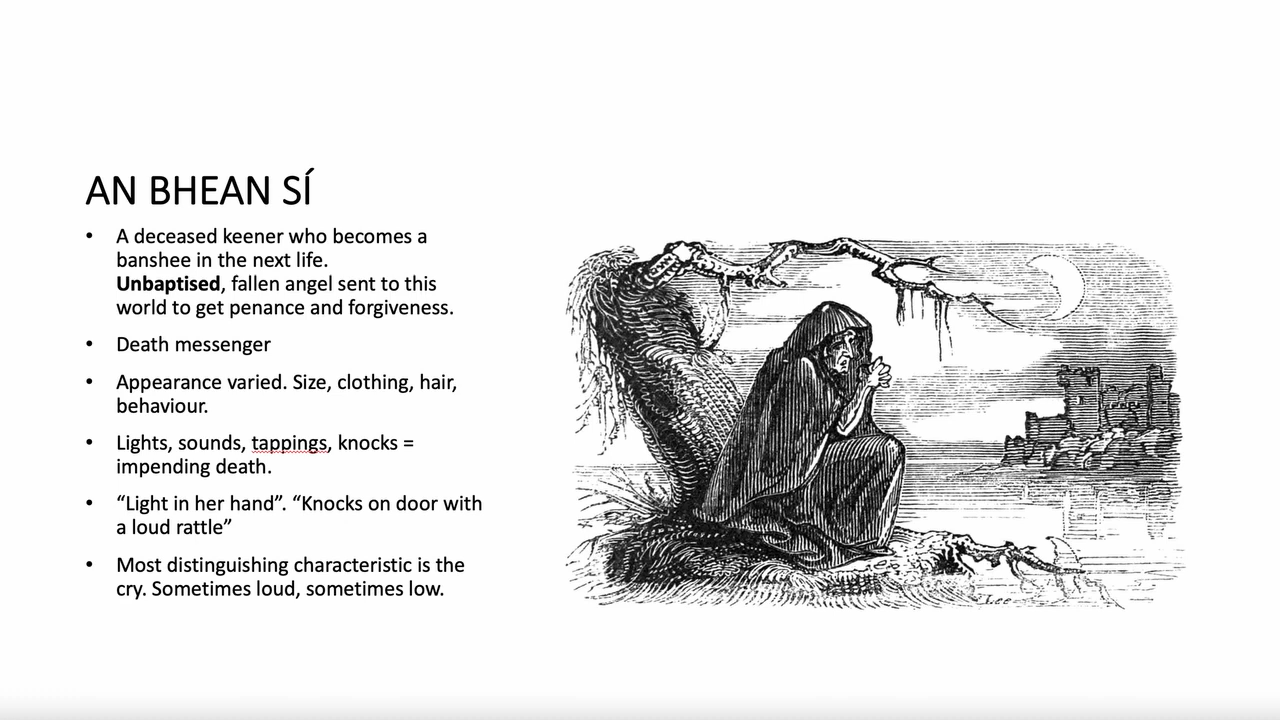 AN BHEAN SÍ
• A deceased keener who becomes a
banshee in the next life.
Unbaptised, fallen angel sent to this
world to get penance and forgiveness.
• Death messenger
• Appearance varied. Size, clothing, hair,
behaviour.
• Lights, sounds, tappings, knocks =
impending death.
• “Light in her hand”. “Knocks on door with
a loud rattle”
• Most distinguishing characteristic is the
cry. Sometimes loud, sometimes low.
Lee